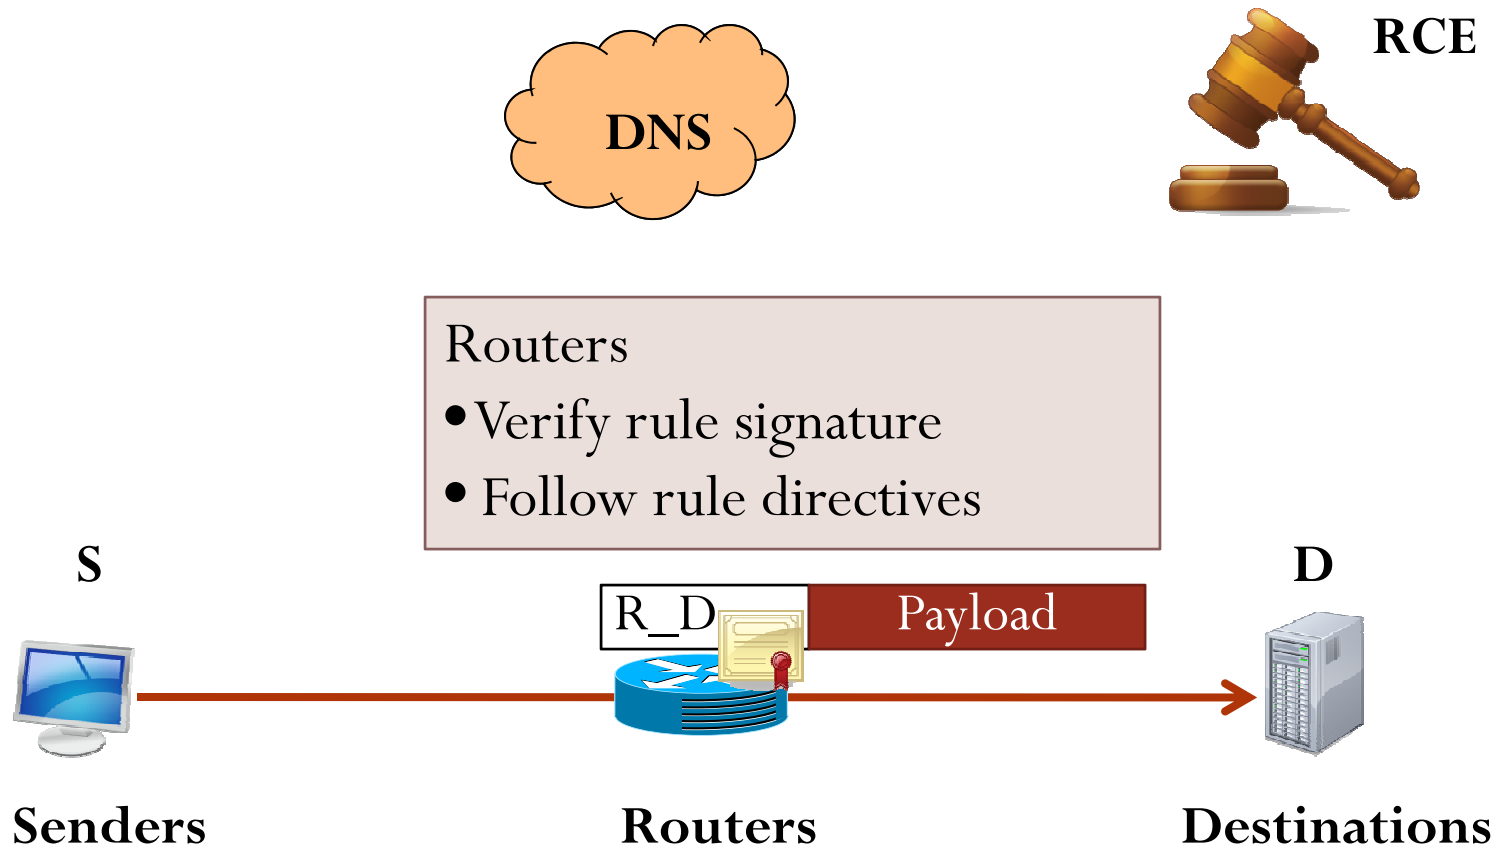 DNS
RCE
Routers
• Verify rule signature
• Follow rule directives
S
D
R_D
Payload
Senders
Routers
Destinations